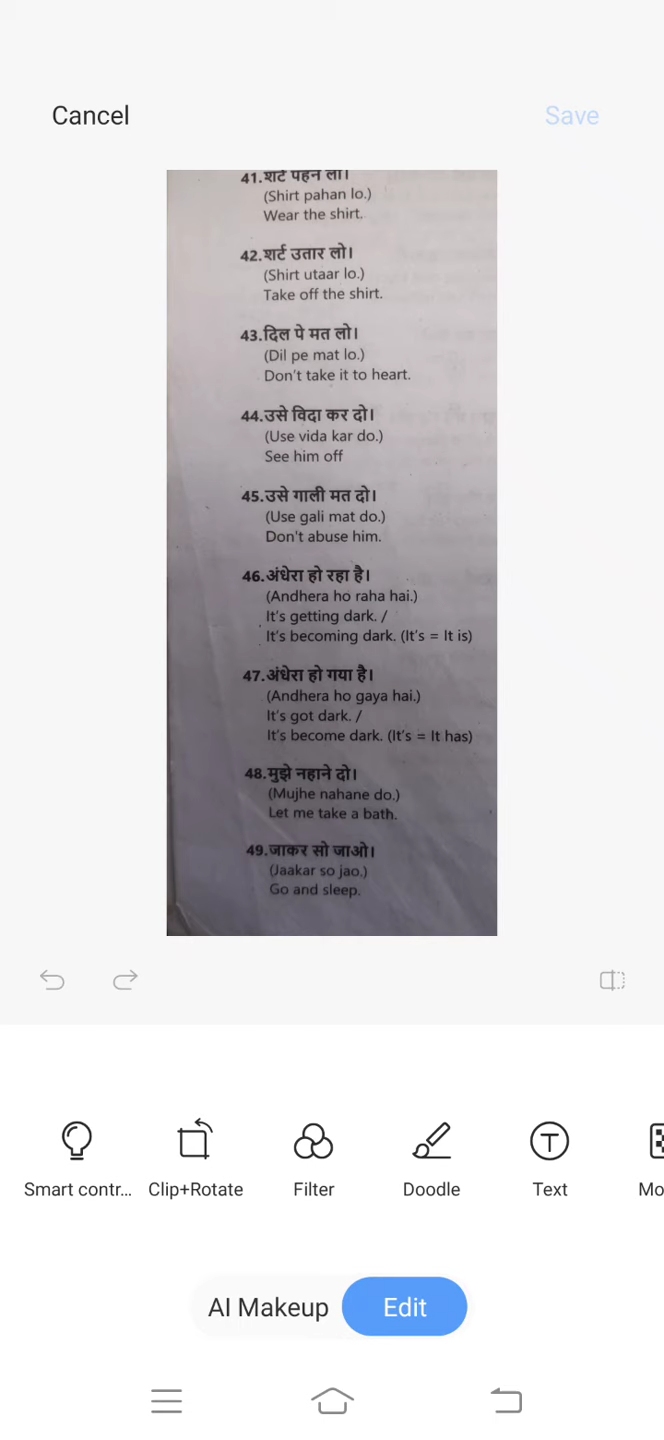 Cancel
Save
41.शर्ट पहन लो।
(Shirt pahan lo.)
Wear the shirt.
42.शर्ट उतार लो।
(Shirt utaar lo.)
Take off the shirt.
43.दिल पे मत लो।
(Dil pe mat lo.)
Don't take it to heart.
44.उसे विदा कर दो।
(Use vida kar do.)
See him off
45.उसे गाली मत दो।
(Use gali mat do.)
Don't abuse him.
46.अंधेरा हो रहा है।
(Andhera ho raha hai.)
It's getting dark. /
It's becoming dark. (It's = It is)
47.अंधेरा हो गया है।
(Andhera ho gaya hai.)
It's got dark. /
It's become dark. (It's = It has)
48.मुझे नहाने दो।
(Mujhe nahane do.)
Let me take a bath.
49.जाकर सो जाओ।
(Jaakar so jao.)
Go and sleep.
Smart contr... Clip+Rotate Filter Doodle Text Mo
AI Makeup Edit